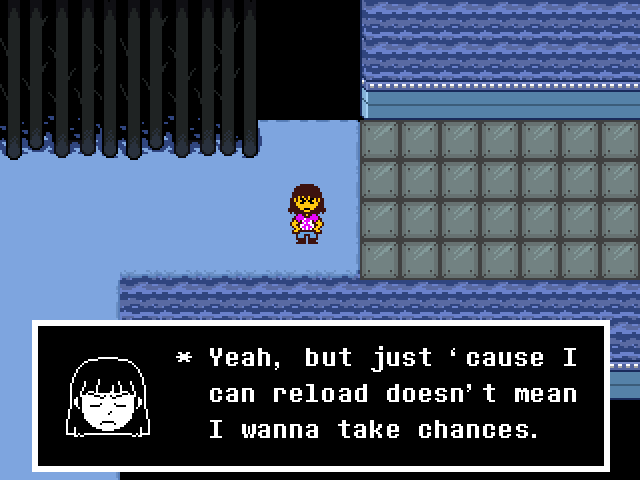 * Yeah, but just ‘cause I
can reload doesn’t mean
I wanna take chances.